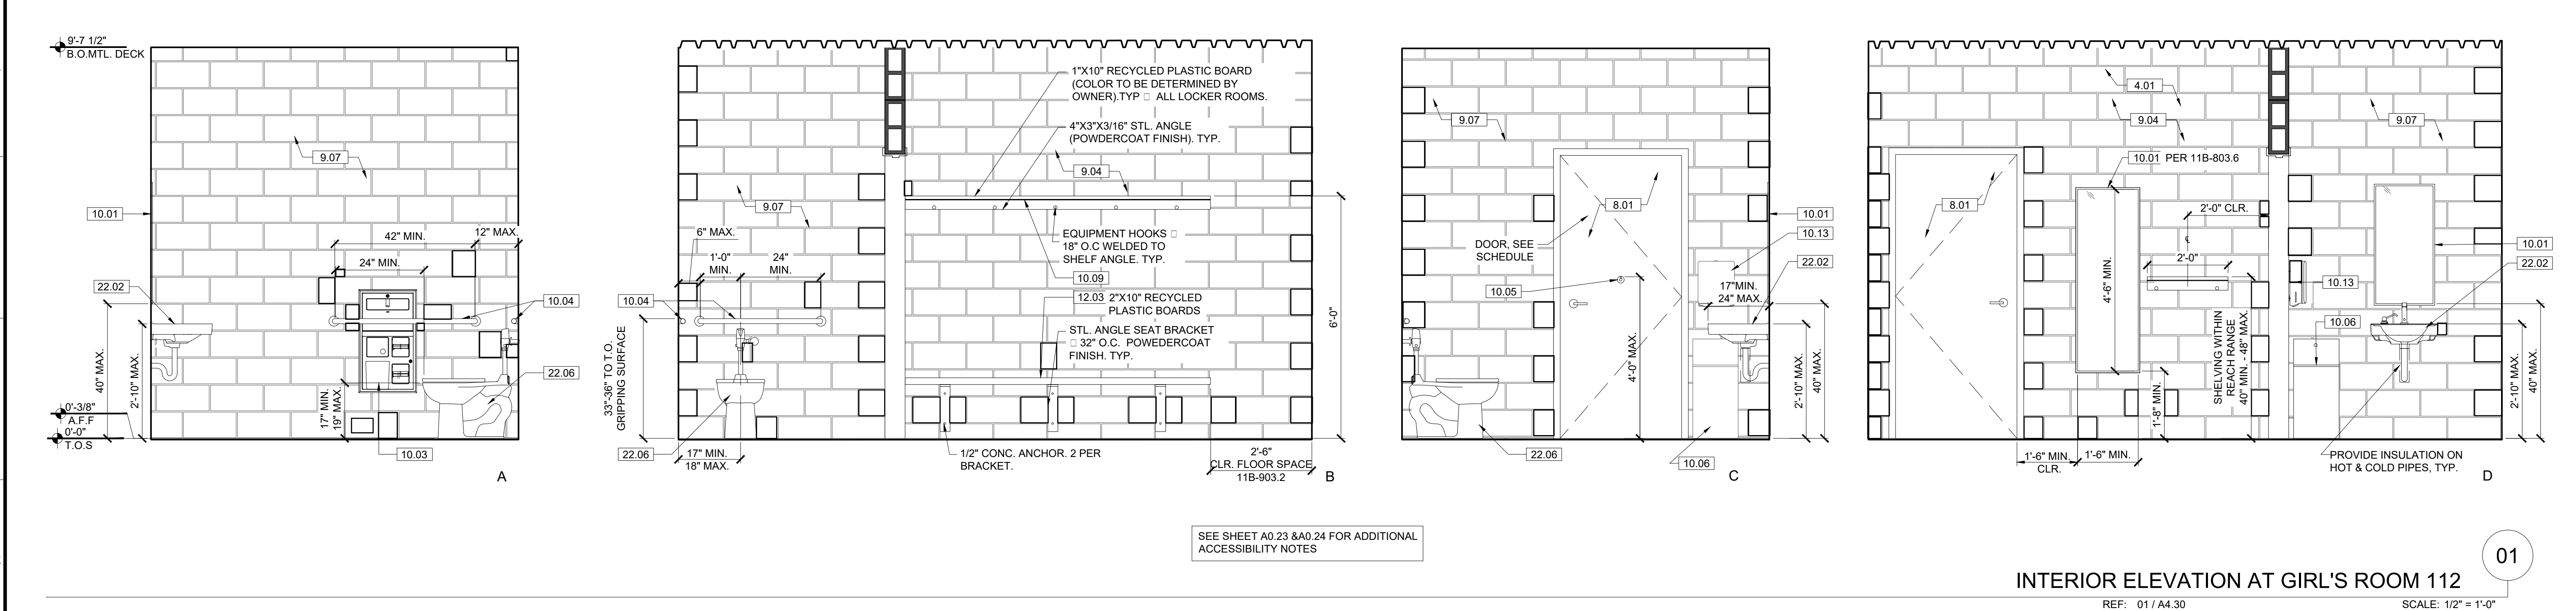 9'-7 1/2"
B.O.MTL. DECK
10.01
9.07
42" MIN.
12" MAX.
24" MIN.
22.02
10.04
40" MAX.
2'-10" MAX.
17" MIN.
19" MAX.
22.06
0'-3/8"
A.F.F
0'-0"
T.O.S
10.03
A
1"X10" RECYCLED PLASTIC BOARD
(COLOR TO BE DETERMINED BY
OWNER).TYP □ ALL LOCKER ROOMS.
4"X3"X3/16" STL. ANGLE
(POWDERCOAT FINISH). TYP.
9.04
9.07
6" MAX.
1'-0"
MIN.
24"
MIN.
10.04
EQUIPMENT HOOKS □
18" O.C WELDED TO
SHELF ANGLE. TYP.
10.09
12.03 2"X10" RECYCLED
PLASTIC BOARDS
STL. ANGLE SEAT BRACKET
□ 32" O.C. POWEDERCOAT
FINISH. TYP.
33"-36" TO T.O.
GRIPPING SURFACE
6'-0"
22.06
17" MIN.
18" MAX.
1/2" CONC. ANCHOR. 2 PER
BRACKET.
2'-6"
CLR. FLOOR SPACE
11B-903.2
B
9.07
8.01
DOOR, SEE
SCHEDULE
10.05
4'-0" MAX.
10.01
10.13
22.02
17"MIN.
24" MAX.
2'-10" MAX.
40" MAX.
22.06
10.06
C
4.01
9.04
9.07
10.01 PER 11B-803.6
8.01
2'-0" CLR.
℄
2'-0"
4'-6" MIN.
10.13
10.01
22.02
10.06
SHELVING WITHIN
REACH RANGE
40" MIN. - 48" MAX.
1'-8" MIN.
2'-10" MAX.
40" MAX.
1'-6" MIN.
CLR.
1'-6" MIN.
PROVIDE INSULATION ON
HOT & COLD PIPES, TYP.
D
SEE SHEET A0.23 &A0.24 FOR ADDITIONAL
ACCESSIBILITY NOTES
01
INTERIOR ELEVATION AT GIRL'S ROOM 112
REF: 01 / A4.30
SCALE: 1/2" = 1'-0"